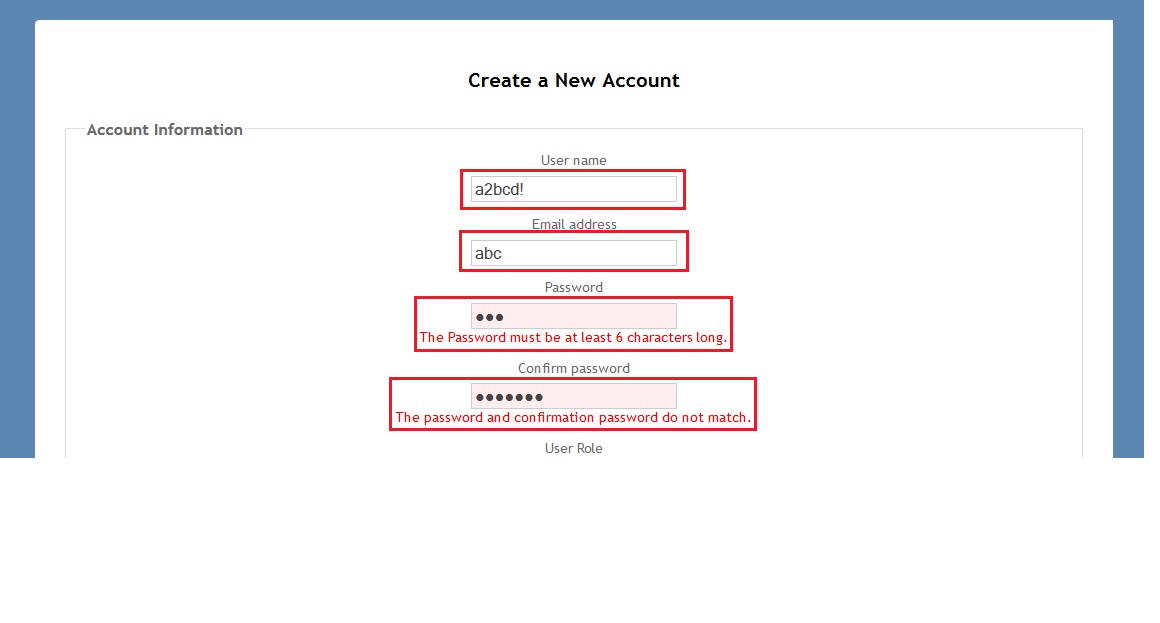 Create a New Account
Account Information
User name
a2bcd!
Email address
abc
Password
●●●
The Password must be at least 6 characters long.
Confirm password
●●●●●●●
The password and confirmation password do not match.
User Role